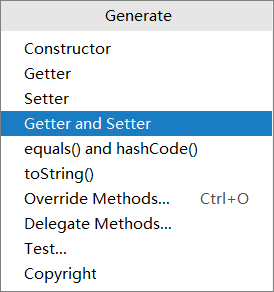 Generate
Constructor
Getter
Setter
Getter and Setter
equals() and hashCode()
toString()
Override Methods... Ctrl+O
Delegate Methods...
Test...
Copyright